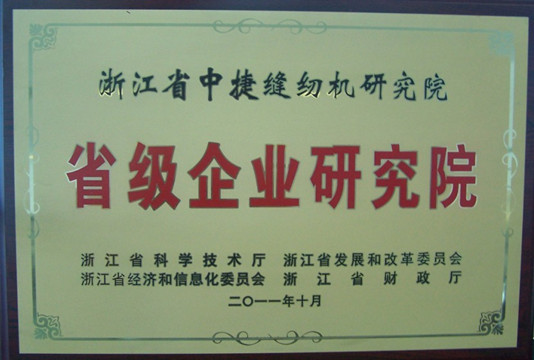 浙江省中捷缝纫机研究院
省级企业研究院
浙江省科学技术厅 浙江省发展和改革委员会
浙江省经济和信息化委员会 浙江省财政厅
二〇一一年十月